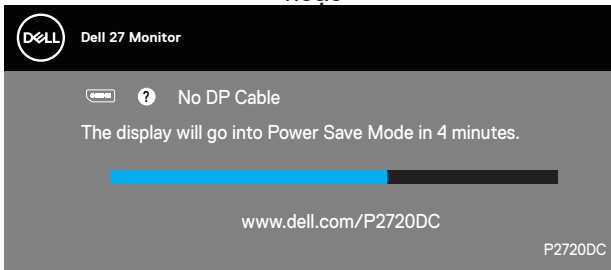 DELL
Dell 27 Monitor
? No DP Cable
The display will go into Power Save Mode in 4 minutes.
www.dell.com/P2720DC
P2720DC